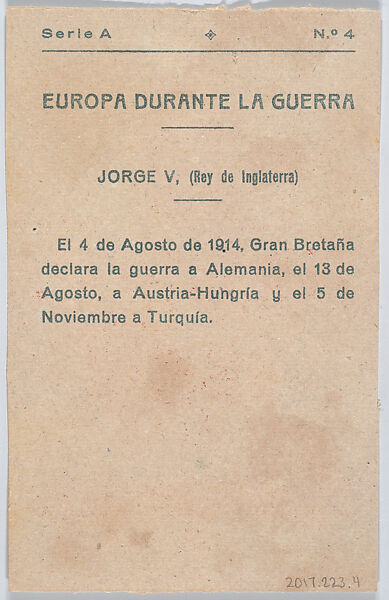 Serie A N.º 4
EUROPA DURANTE LA GUERRA
JORGE V, (Rey de Inglaterra)
El 4 de Agosto de 1914, Gran Bretaña
declara la guerra a Alemania, el 13 de
Agosto, a Austria-Hungría y el 5 de
Noviembre a Turquía.
2017.223.4